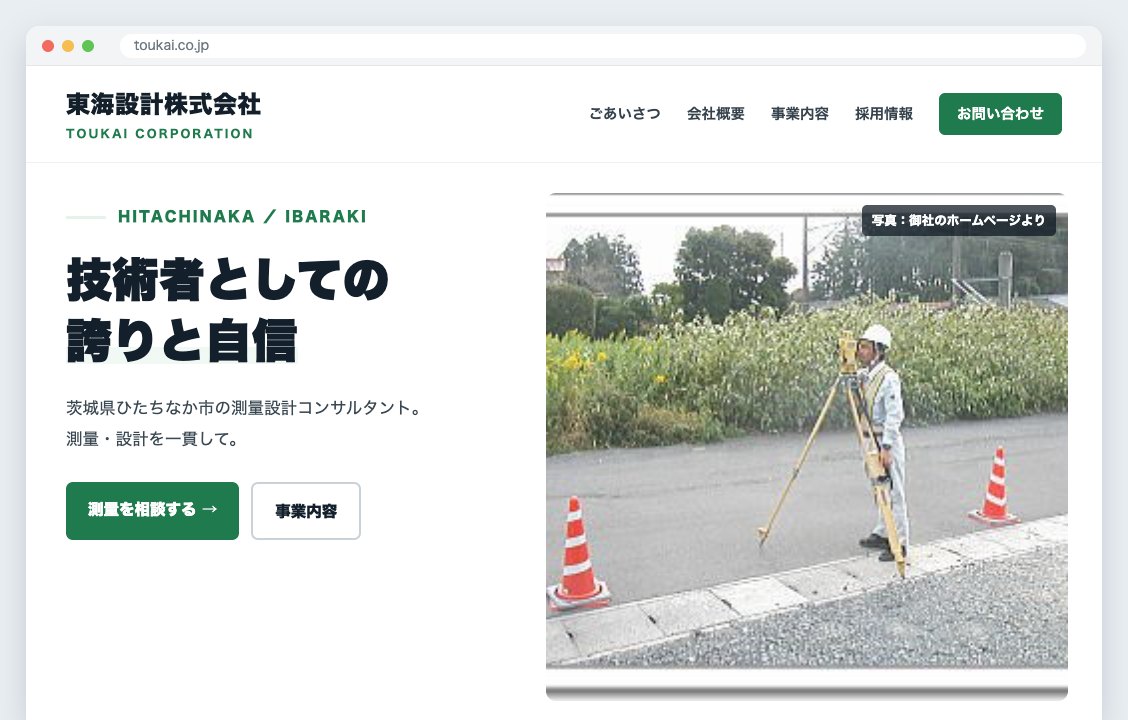 toukai.co.jp
東海設計株式会社
TOUKAI CORPORATION
ごあいさつ
会社概要
事業内容
採用情報
お問い合わせ
HITACHINAKA ／ IBARAKI
技術者としての
誇りと自信
茨城県ひたちなか市の測量設計コンサルタント。
測量・設計を一貫して。
測量を相談する →
事業内容
写真：御社のホームページより